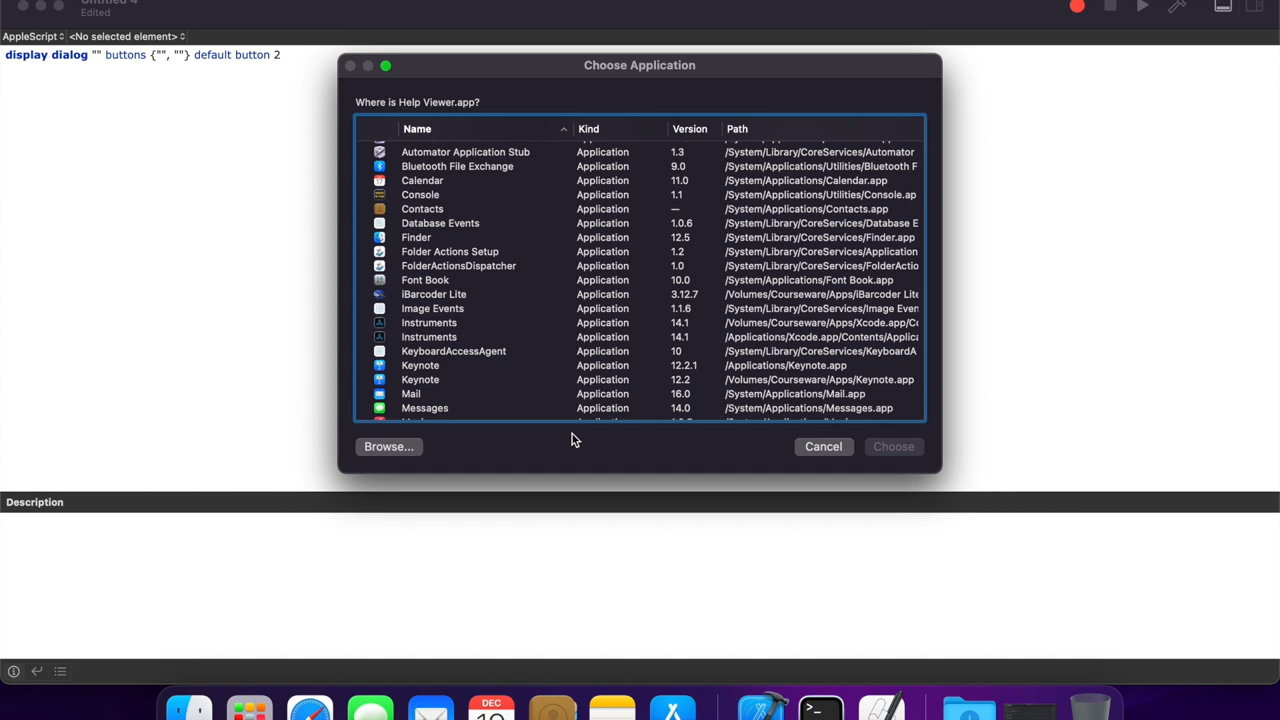 Untitled 4
Edited
AppleScript <No selected element>
display dialog "" buttons {"", ""} default button 2
Choose Application
Where is Help Viewer.app?
Name Kind Version Path
Automator Application Stub Application 1.3 /System/Library/CoreServices/Automator
Bluetooth File Exchange Application 9.0 /System/Applications/Utilities/Bluetooth F
Calendar Application 11.0 /System/Applications/Calendar.app
Console Application 1.1 /System/Applications/Utilities/Console.ap
Contacts Application — /System/Applications/Contacts.app
Database Events Application 1.0.6 /System/Library/CoreServices/Database E
Finder Application 12.5 /System/Library/CoreServices/Finder.app
Folder Actions Setup Application 1.2 /System/Library/CoreServices/Application
FolderActionsDispatcher Application 1.0 /System/Library/CoreServices/FolderActio
Font Book Application 10.0 /System/Applications/Font Book.app
iBarcoder Lite Application 3.12.7 /Volumes/Courseware/Apps/iBarcoder Lite
Image Events Application 1.1.6 /System/Library/CoreServices/Image Even
Instruments Application 14.1 /Volumes/Courseware/Apps/Xcode.app/Co
Instruments Application 14.1 /Applications/Xcode.app/Contents/Applica
KeyboardAccessAgent Application 10 /System/Library/CoreServices/KeyboardA
Keynote Application 12.2.1 /Applications/Keynote.app
Keynote Application 12.2 /Volumes/Courseware/Apps/Keynote.app
Mail Application 16.0 /System/Applications/Mail.app
Messages Application 14.0 /System/Applications/Messages.app
Browse... Cancel Choose
Description
DEC